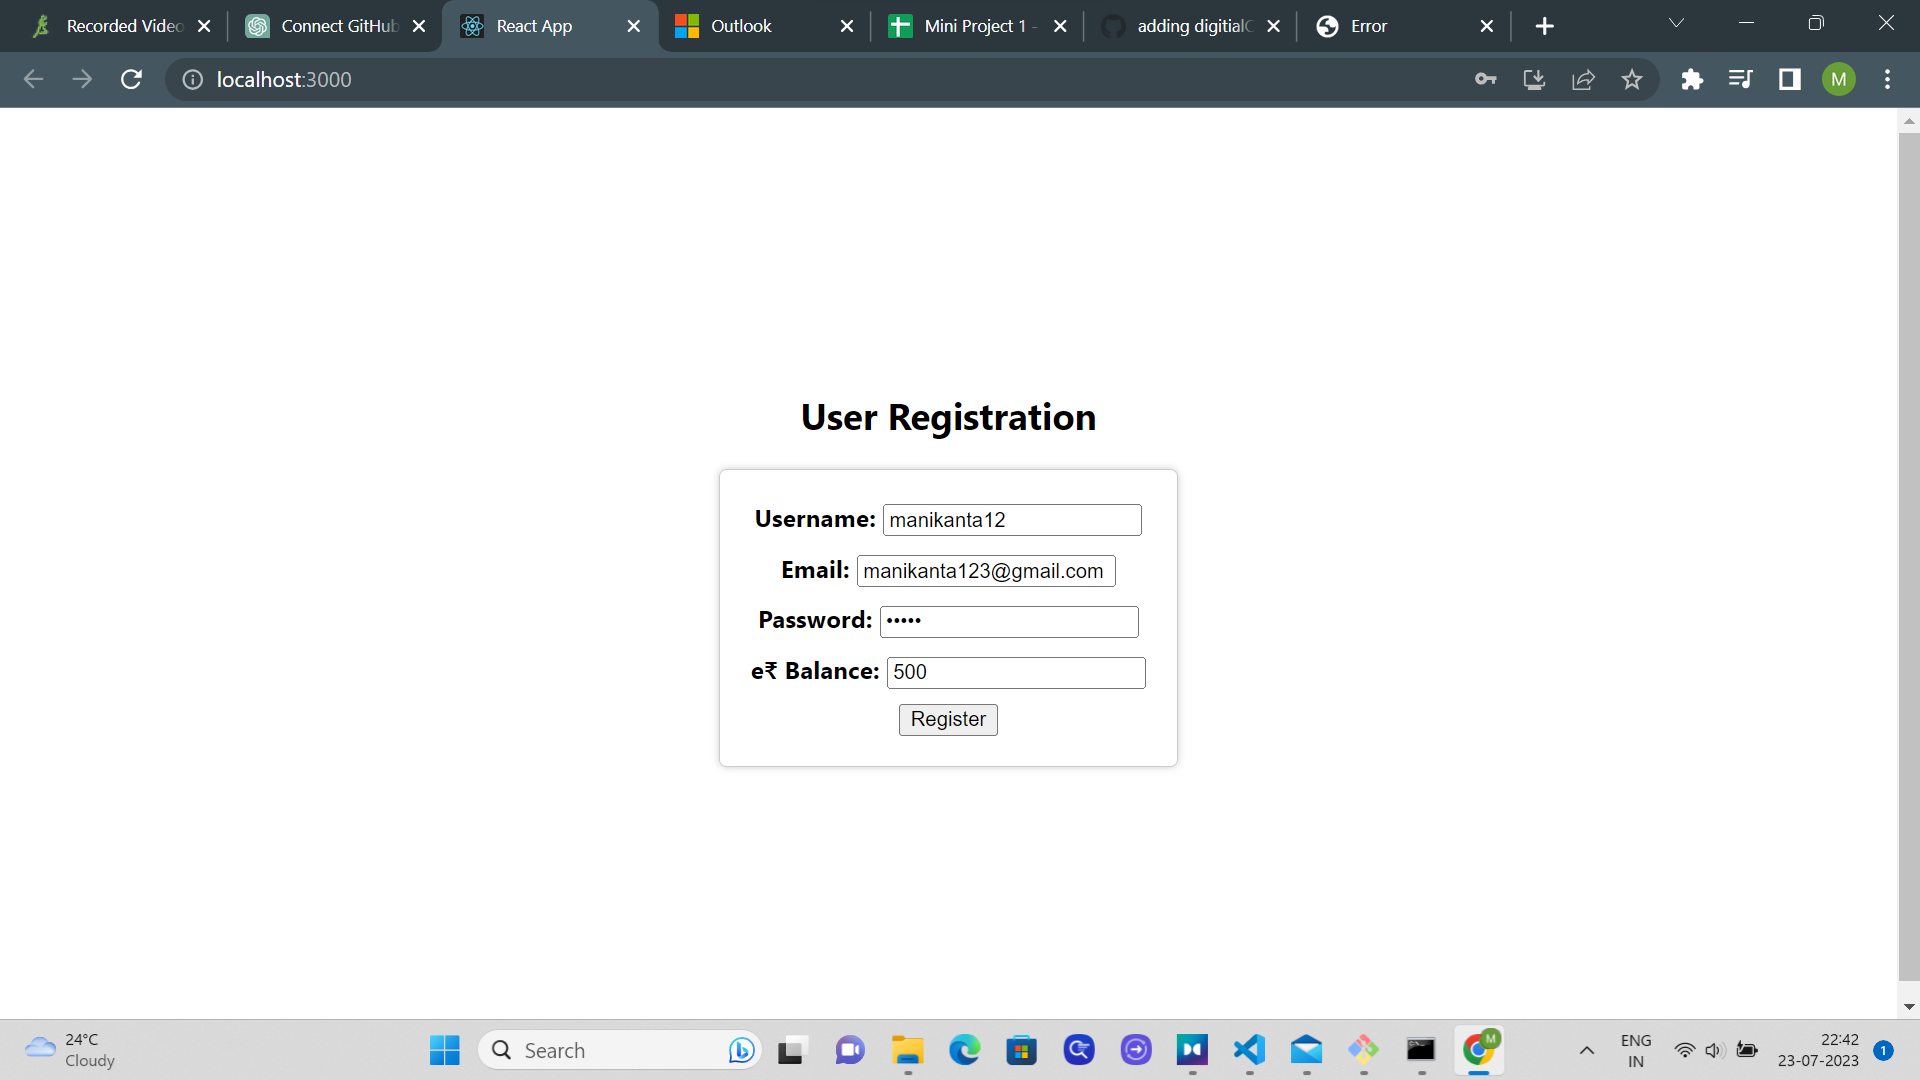 Recorded Video
Connect GitHub
React App
Outlook
Mini Project 1 -
adding digitialC
Error
localhost:3000
M
User Registration
Username: manikanta12
Email: manikanta123@gmail.com
Password: •••••
e₹ Balance: 500
Register
24°C
Cloudy
Search
M
ENG
IN
22:42
23-07-2023
1